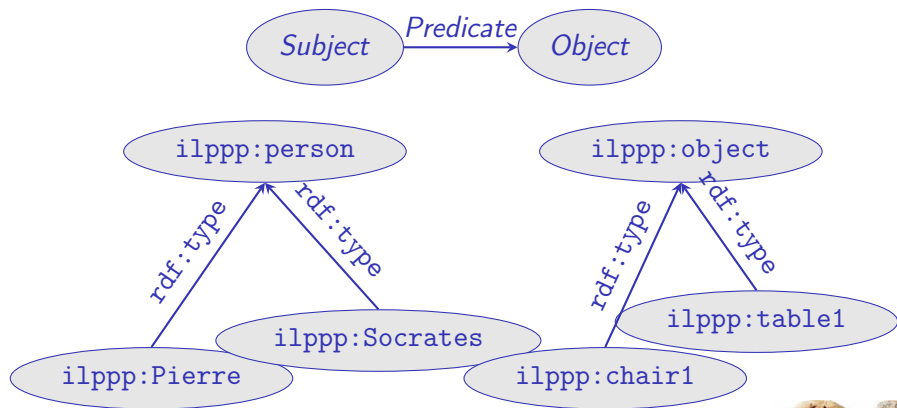 Subject Predicate Object
ilppp:person ilppp:object
rdf:type rdf:type rdf:type rdf:type
ilppp:Socrates ilppp:table1
ilppp:Pierre ilppp:chair1